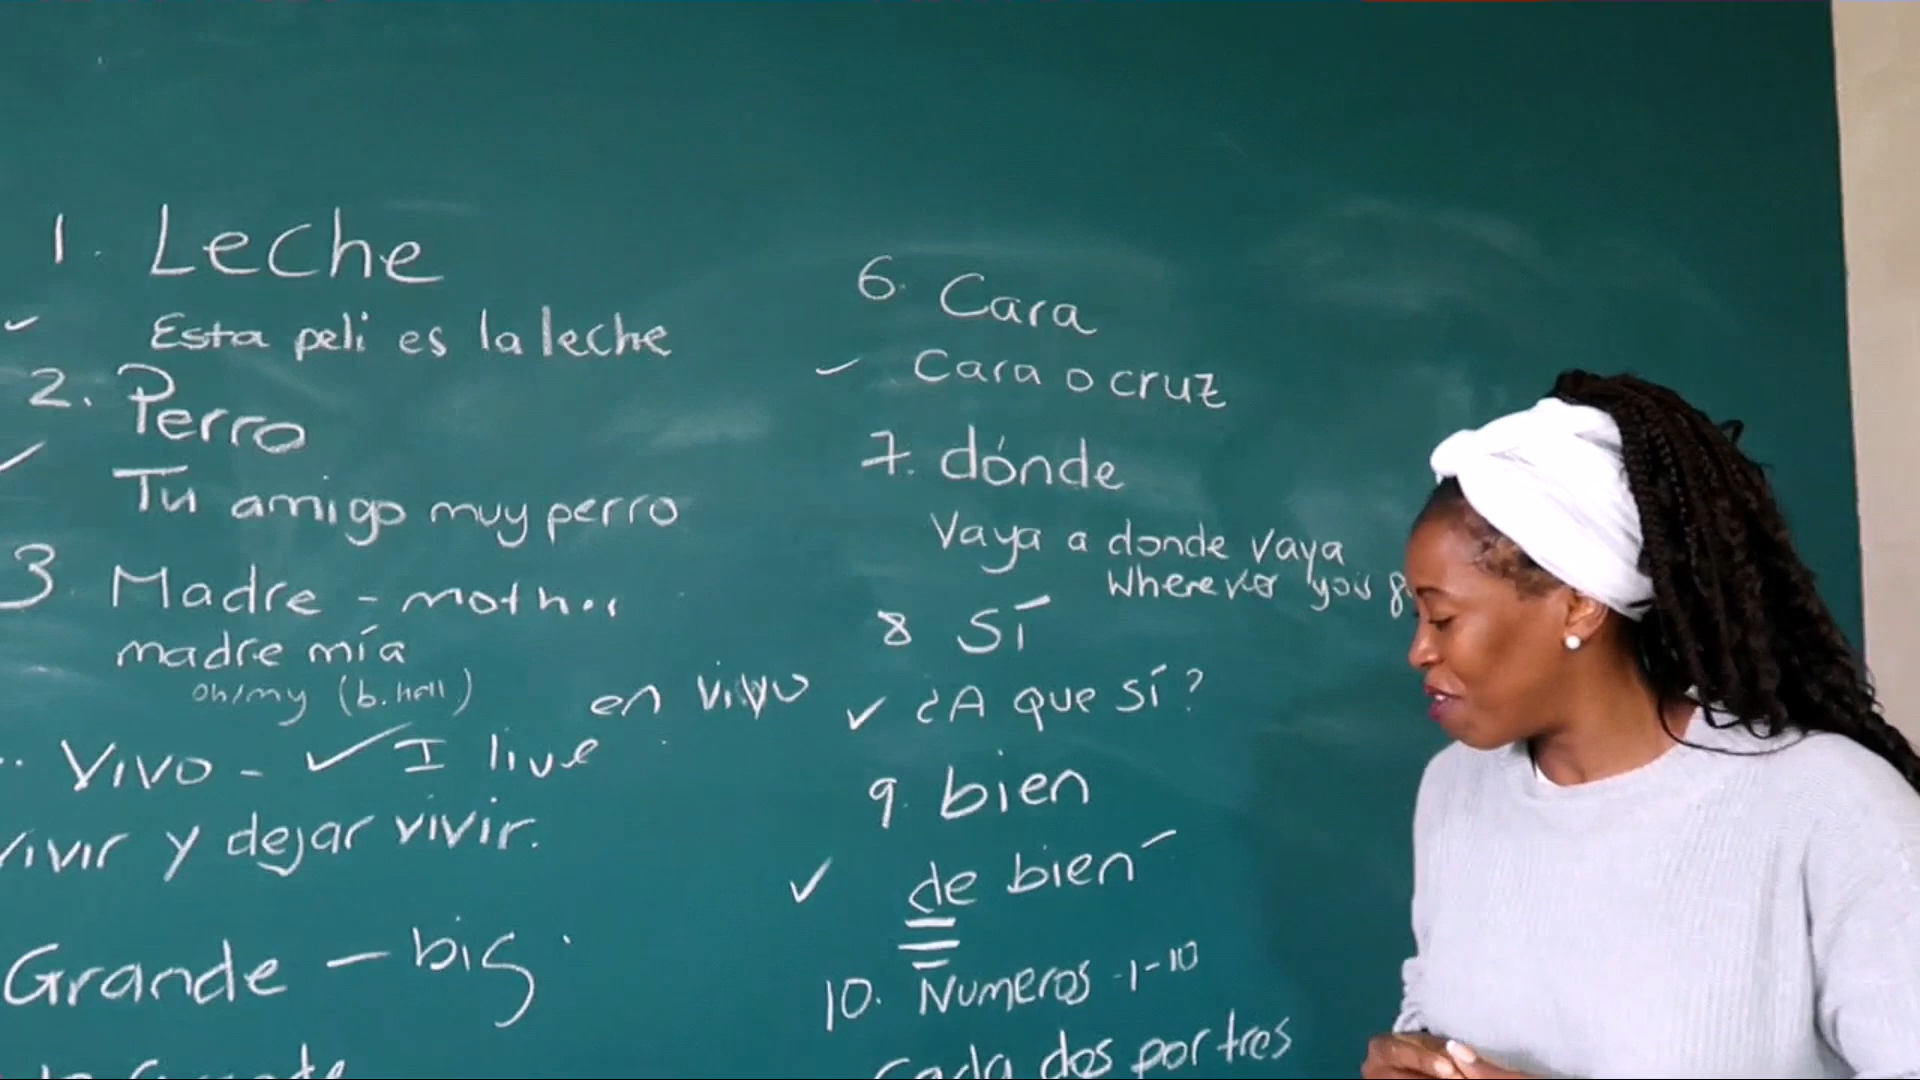 1. Leche
Esta peli es la leche
2. Perro
Tu amigo muy perro
3 Madre - mother
madre mía
oh/my (b. hell)
en vivo
Vivo - ✓ I live
vivir y dejar vivir.
Grande - big
6. Cara
Cara o cruz
7. dónde
Vaya a donde vaya
wherever you
8 Sí
¿A que sí?
9. bien
de bien
10. Numeros -1-10
Cada dos por tres